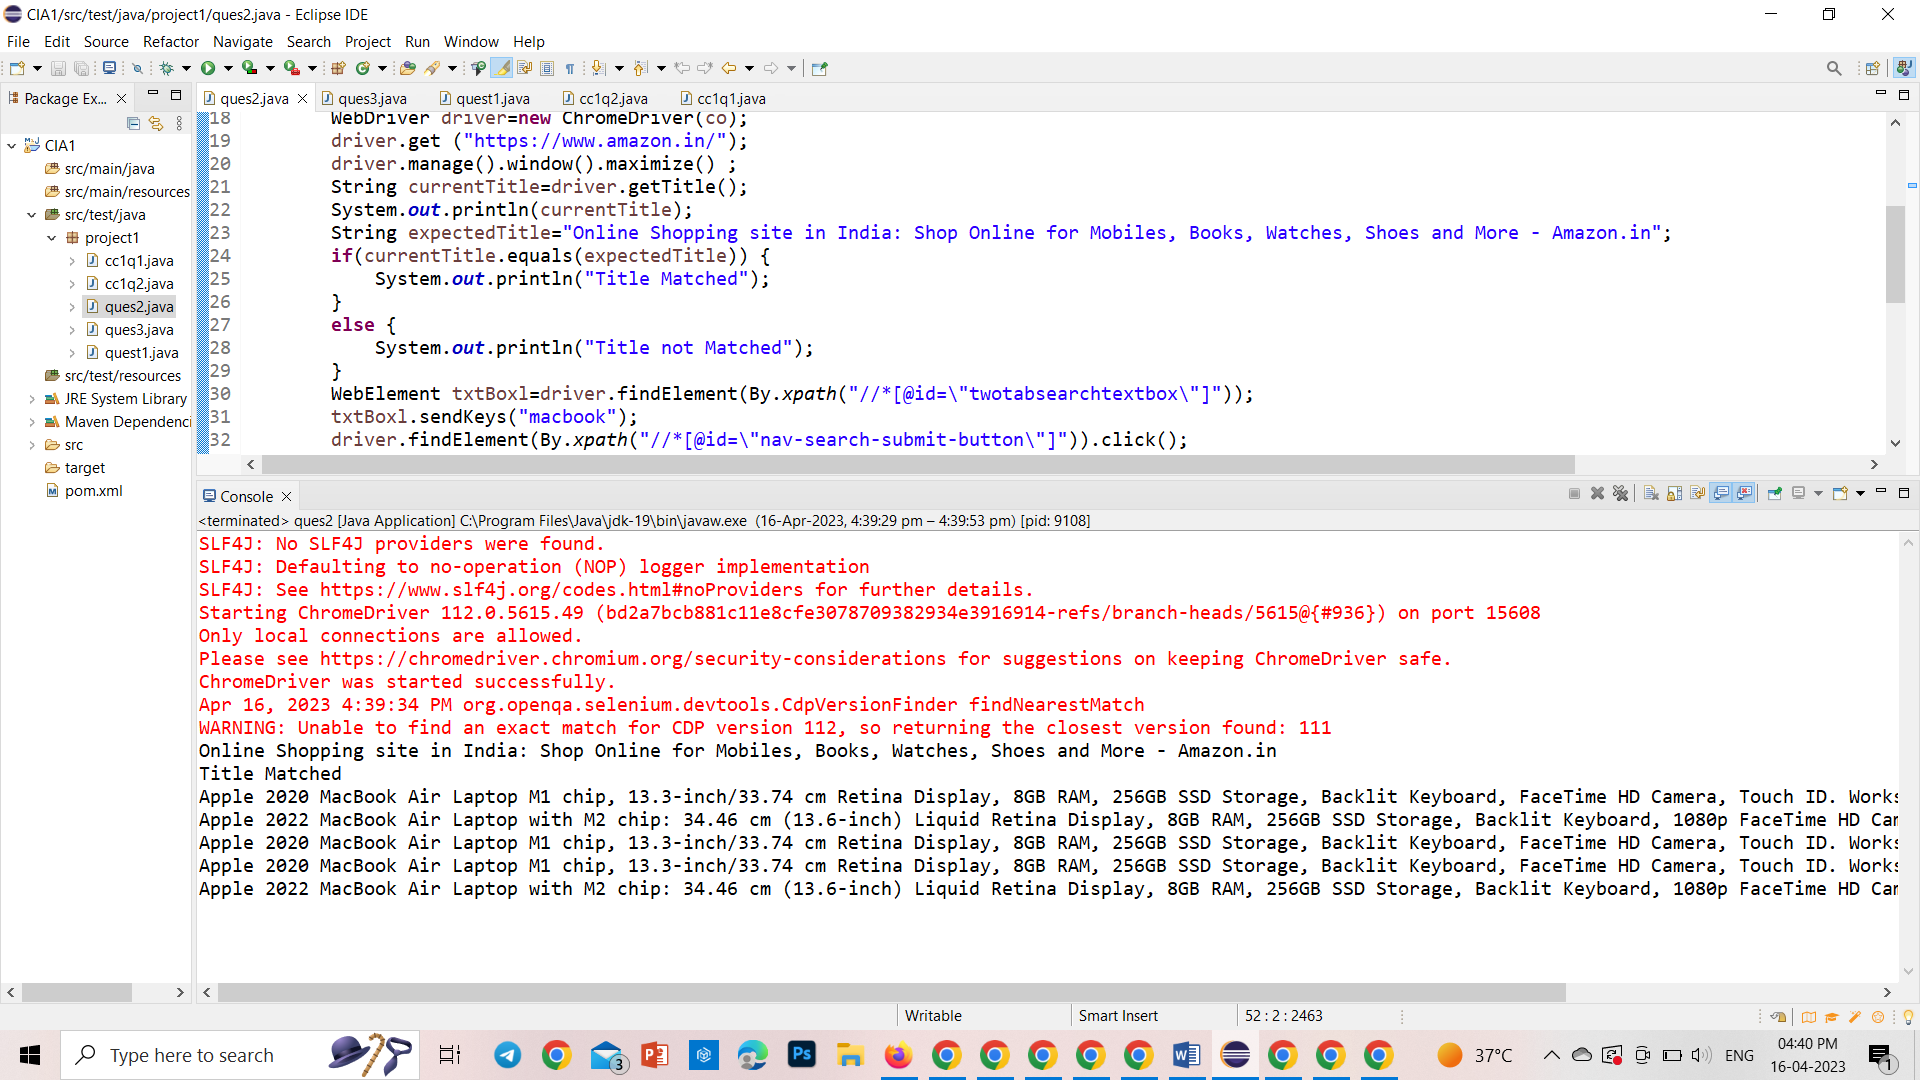 CIA1/src/test/java/project1/ques2.java - Eclipse IDE
File Edit Source Refactor Navigate Search Project Run Window Help
Package Ex...
ques2.java
ques3.java
quest1.java
cc1q2.java
cc1q1.java
CIA1
src/main/java
src/main/resources
src/test/java
project1
cc1q1.java
cc1q2.java
ques2.java
ques3.java
quest1.java
src/test/resources
JRE System Library
Maven Dependenci
src
target
pom.xml
18 WebDriver driver=new ChromeDriver(co);
19 driver.get ("https://www.amazon.in/");
20 driver.manage().window().maximize() ;
21 String currentTitle=driver.getTitle();
22 System.out.println(currentTitle);
23 String expectedTitle="Online Shopping site in India: Shop Online for Mobiles, Books, Watches, Shoes and More - Amazon.in";
24 if(currentTitle.equals(expectedTitle)) {
25 System.out.println("Title Matched");
26 }
27 else {
28 System.out.println("Title not Matched");
29 }
30 WebElement txtBoxl=driver.findElement(By.xpath("//*[@id=\"twotabsearchtextbox\"]"));
31 txtBoxl.sendKeys("macbook");
32 driver.findElement(By.xpath("//*[@id=\"nav-search-submit-button\"]")).click();
Console
<terminated> ques2 [Java Application] C:\Program Files\Java\jdk-19\bin\javaw.exe (16-Apr-2023, 4:39:29 pm – 4:39:53 pm) [pid: 9108]
SLF4J: No SLF4J providers were found.
SLF4J: Defaulting to no-operation (NOP) logger implementation
SLF4J: See https://www.slf4j.org/codes.html#noProviders for further details.
Starting ChromeDriver 112.0.5615.49 (bd2a7bcb881c11e8cfe3078709382934e3916914-refs/branch-heads/5615@{#936}) on port 15608
Only local connections are allowed.
Please see https://chromedriver.chromium.org/security-considerations for suggestions on keeping ChromeDriver safe.
ChromeDriver was started successfully.
Apr 16, 2023 4:39:34 PM org.openqa.selenium.devtools.CdpVersionFinder findNearestMatch
WARNING: Unable to find an exact match for CDP version 112, so returning the closest version found: 111
Online Shopping site in India: Shop Online for Mobiles, Books, Watches, Shoes and More - Amazon.in
Title Matched
Apple 2020 MacBook Air Laptop M1 chip, 13.3-inch/33.74 cm Retina Display, 8GB RAM, 256GB SSD Storage, Backlit Keyboard, FaceTime HD Camera, Touch ID. Works
Apple 2022 MacBook Air Laptop with M2 chip: 34.46 cm (13.6-inch) Liquid Retina Display, 8GB RAM, 256GB SSD Storage, Backlit Keyboard, 1080p FaceTime HD Cam
Apple 2020 MacBook Air Laptop M1 chip, 13.3-inch/33.74 cm Retina Display, 8GB RAM, 256GB SSD Storage, Backlit Keyboard, FaceTime HD Camera, Touch ID. Works
Apple 2020 MacBook Air Laptop M1 chip, 13.3-inch/33.74 cm Retina Display, 8GB RAM, 256GB SSD Storage, Backlit Keyboard, FaceTime HD Camera, Touch ID. Works
Apple 2022 MacBook Air Laptop with M2 chip: 34.46 cm (13.6-inch) Liquid Retina Display, 8GB RAM, 256GB SSD Storage, Backlit Keyboard, 1080p FaceTime HD Cam
Writable
Smart Insert
52 : 2 : 2463
Type here to search
3
Ps
37°C
ENG
04:40 PM
16-04-2023
1